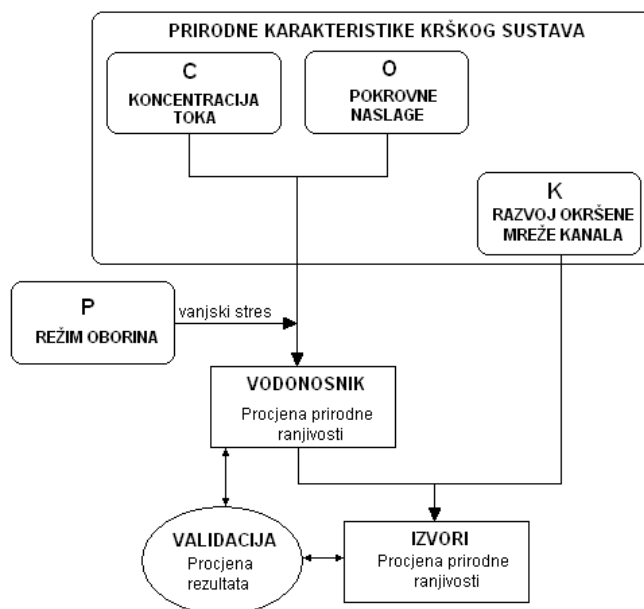 PRIRODNE KARAKTERISTIKE KRŠKOG SUSTAVA
C
KONCENTRACIJA
TOKA
O
POKROVNE
NASLAGE
K
RAZVOJ OKRŠENE
MREŽE KANALA
P
REŽIM OBORINA
vanjski stres
VODONOSNIK
Procjena prirodne
ranjivosti
VALIDACIJA
Procjena
rezultata
IZVORI
Procjena prirodne
ranjivosti